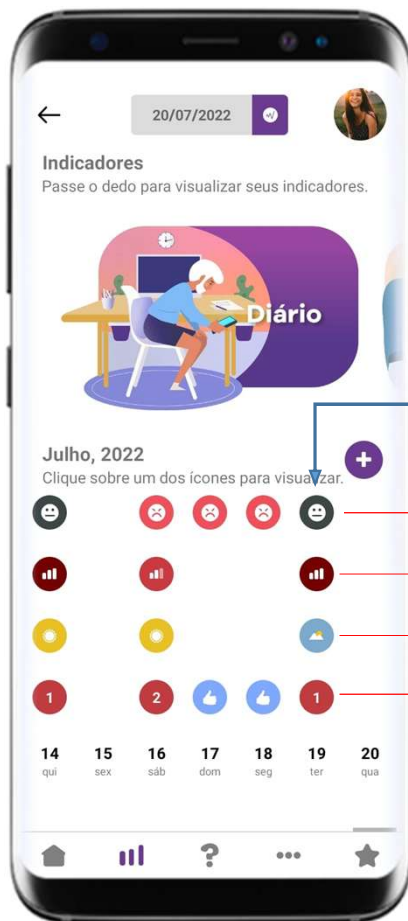 20/07/2022
Indicadores
Passe o dedo para visualizar seus indicadores.
Diário
Julho, 2022
Clique sobre um dos ícones para visualizar.
1 2 1
14 15 16 17 18 19 20
qui sex sáb dom seg ter qua
?